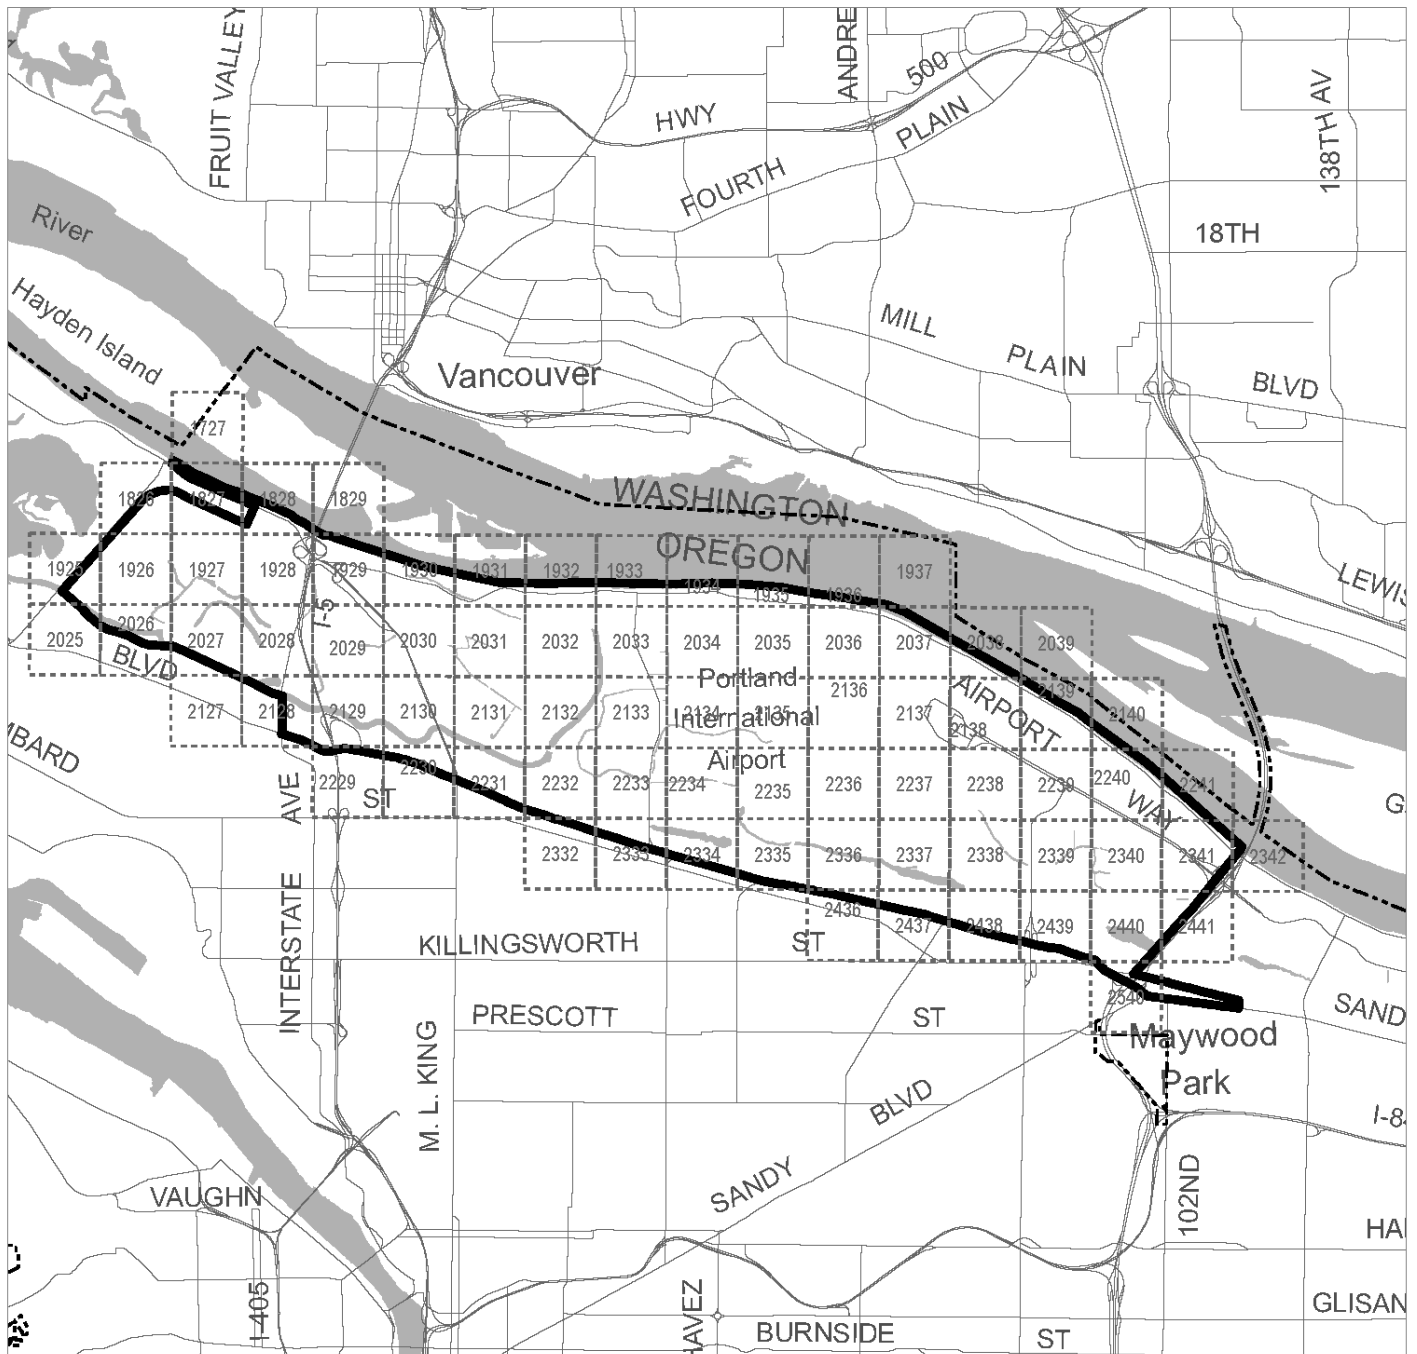 FRUIT VALLEY
ANDRE
500
HWY
PLAIN
FOURTH
138TH AV
River
18TH
Hayden Island
MILL
PLAIN
BLVD
Vancouver
1727
WASHINGTON
OREGON
1826 1827 1828 1829
1925 1926 1927 1928 1929 1930 1931 1932 1933 1934 1935 1936 1937
LEWIS
I-5
2025 2026 2027 2028 2029 2030 2031 2032 2033 2034 2035 2036 2037 2038 2039
BLVD
Portland
International
Airport
AIRPORT
WAY
2127 2128 2129 2130 2131 2132 2133 2134 2135 2136 2137 2138 2139 2140
MBARD
AVE
2229 2230 2231 2232 2233 2234 2235 2236 2237 2238 2239 2240 2241
ST
G
2332 2333 2334 2335 2336 2337 2338 2339 2340 2341 2342
INTERSTATE
2436 2437 2438 2439 2440 2441
KILLINGSWORTH ST
2540
PRESCOTT ST
SAND
Maywood
Park
M. L. KING
BLVD
SANDY
I-84
VAUGHN
102ND
HA
I-405
AVEZ
GLISAN
BURNSIDE ST